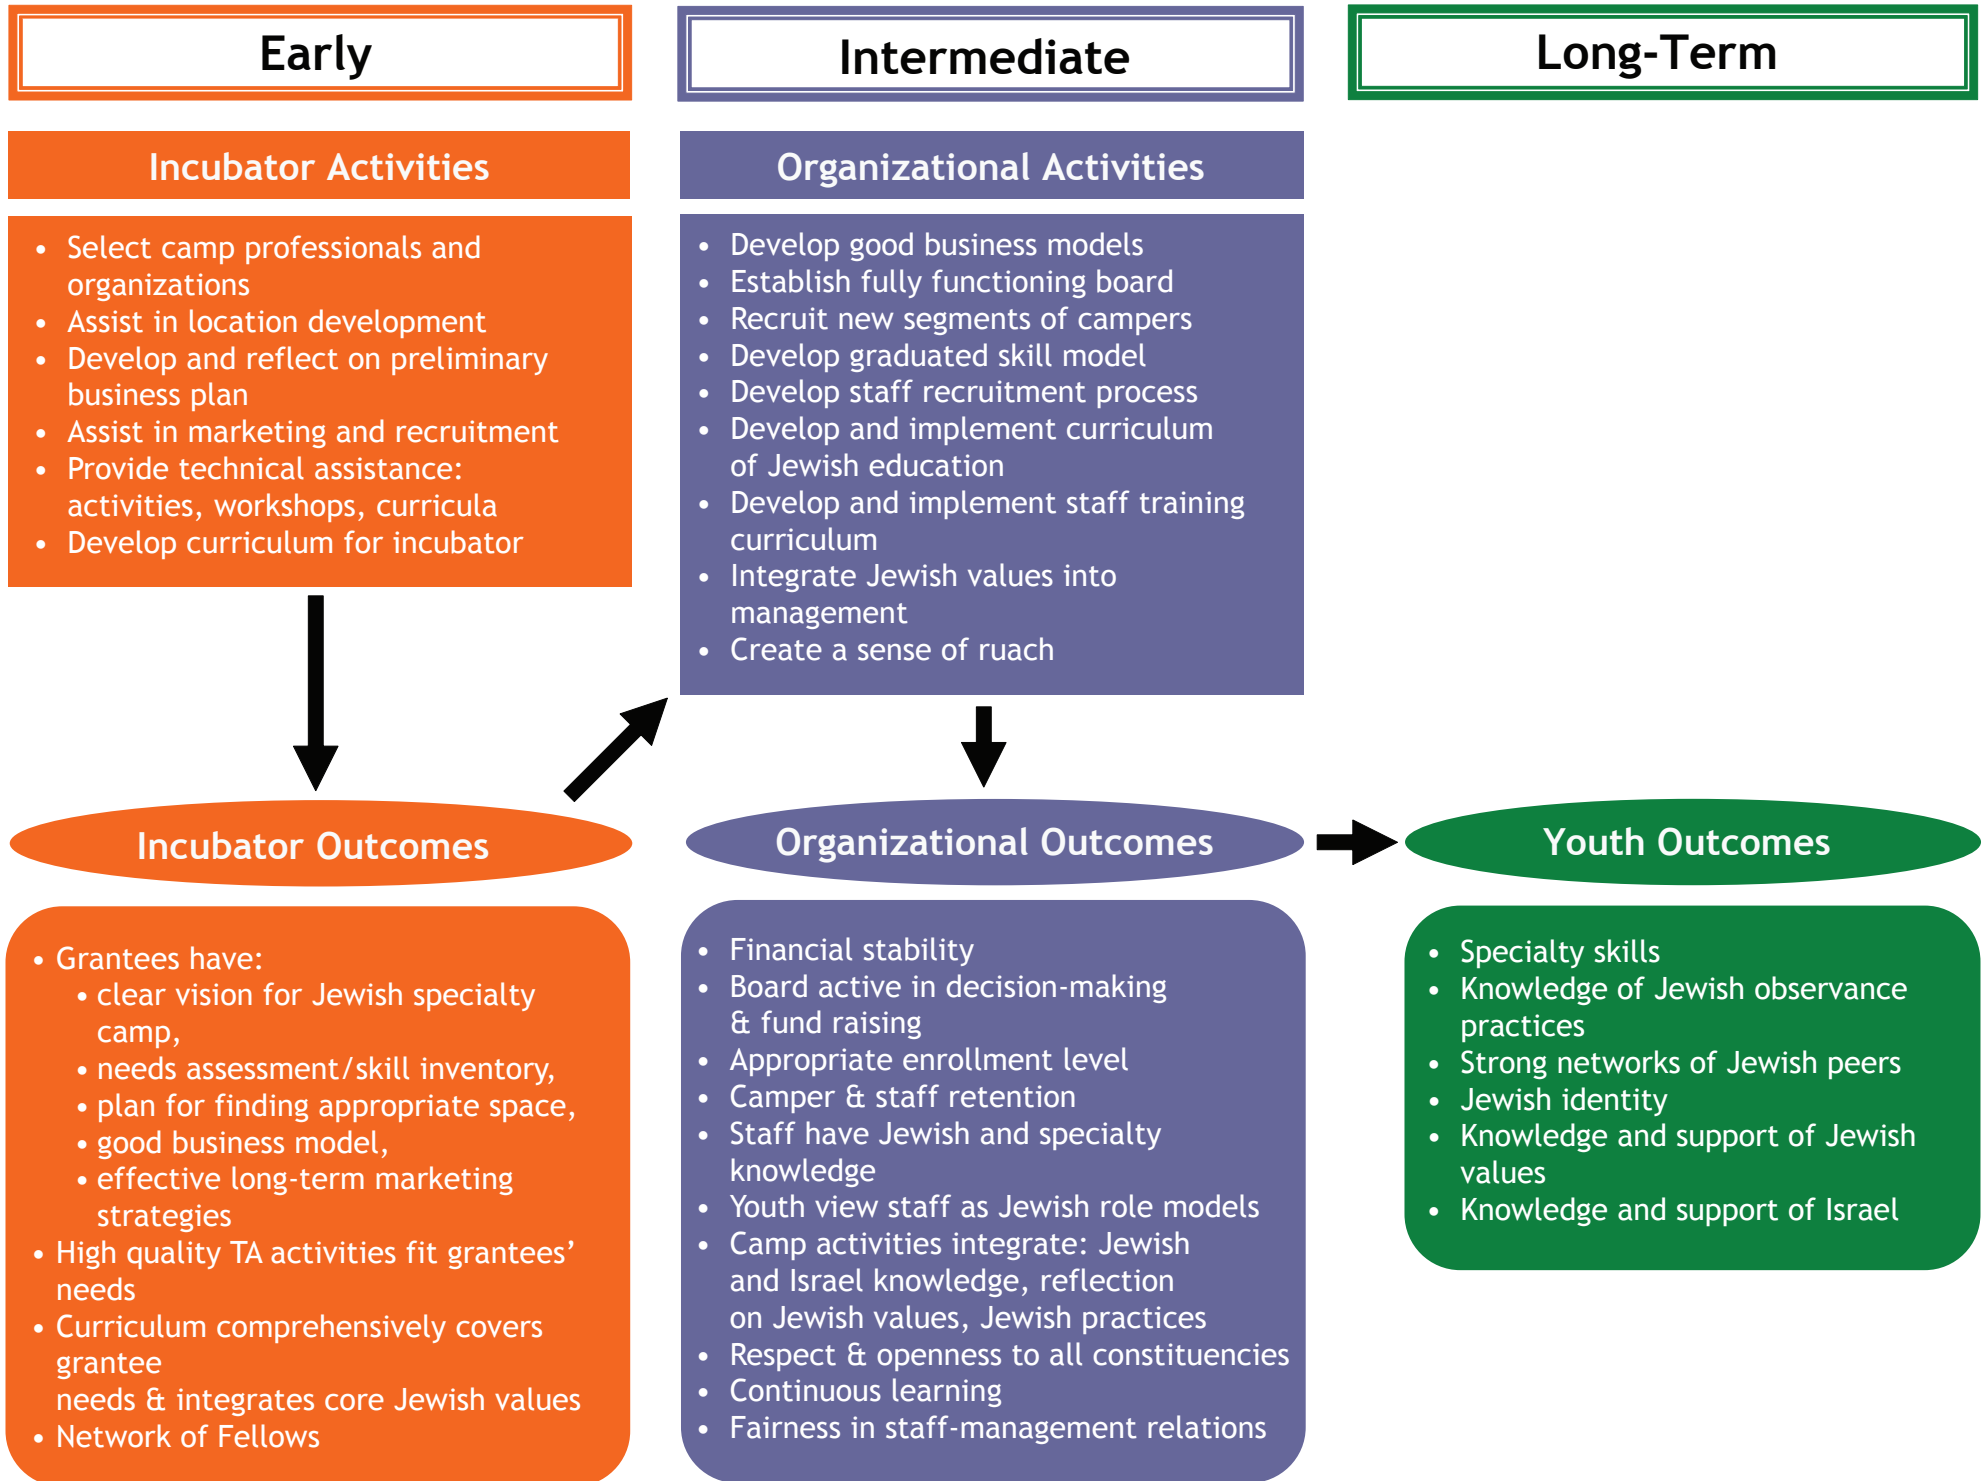 Early
Incubator Activities
• Select camp professionals and
organizations
• Assist in location development
• Develop and reflect on preliminary
business plan
• Assist in marketing and recruitment
• Provide technical assistance:
activities, workshops, curricula
• Develop curriculum for incubator
Incubator Outcomes
• Grantees have:
• clear vision for Jewish specialty
camp,
• needs assessment/skill inventory,
• plan for finding appropriate space,
• good business model,
• effective long-term marketing
strategies
• High quality TA activities fit grantees’
needs
• Curriculum comprehensively covers
grantee
needs & integrates core Jewish values
• Network of Fellows
Intermediate
Organizational Activities
• Develop good business models
• Establish fully functioning board
• Recruit new segments of campers
• Develop graduated skill model
• Develop staff recruitment process
• Develop and implement curriculum
of Jewish education
• Develop and implement staff training
curriculum
• Integrate Jewish values into
management
• Create a sense of ruach
Organizational Outcomes
• Financial stability
• Board active in decision-making
& fund raising
• Appropriate enrollment level
• Camper & staff retention
• Staff have Jewish and specialty
knowledge
• Youth view staff as Jewish role models
• Camp activities integrate: Jewish
and Israel knowledge, reflection
on Jewish values, Jewish practices
• Respect & openness to all constituencies
• Continuous learning
• Fairness in staff-management relations
Long-Term
Youth Outcomes
• Specialty skills
• Knowledge of Jewish observance
practices
• Strong networks of Jewish peers
• Jewish identity
• Knowledge and support of Jewish
values
• Knowledge and support of Israel